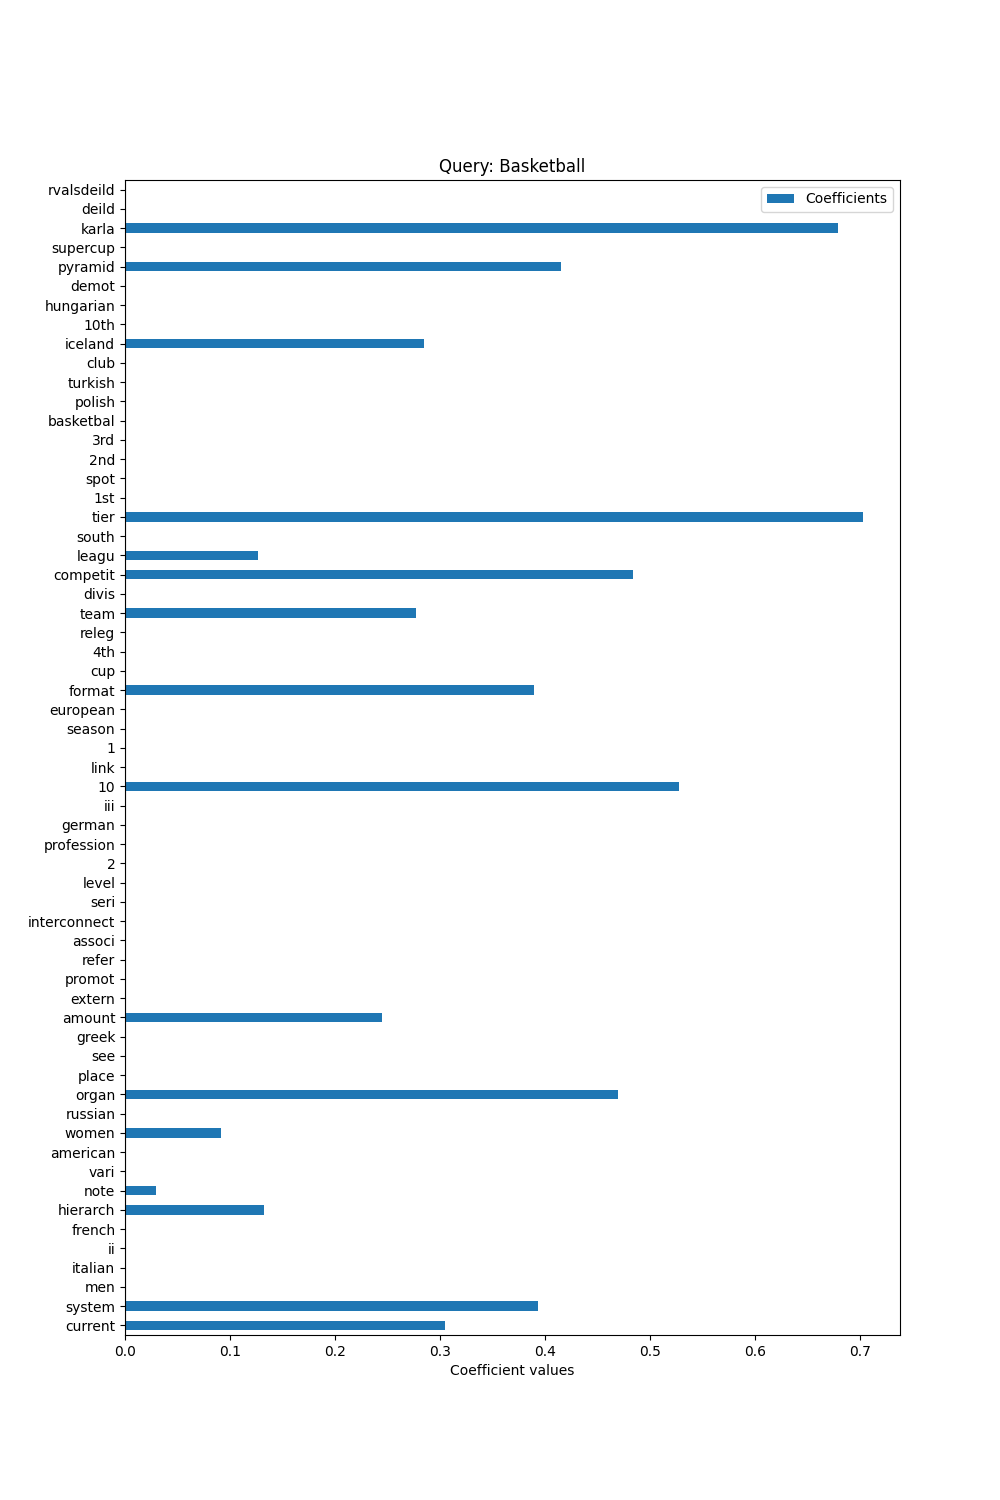 Query: Basketball
Coefficients
rvalsdeild
deild
karla
supercup
pyramid
demot
hungarian
10th
iceland
club
turkish
polish
basketbal
3rd
2nd
spot
1st
tier
south
leagu
competit
divis
team
releg
4th
cup
format
european
season
1
link
10
iii
german
profession
2
level
seri
interconnect
associ
refer
promot
extern
amount
greek
see
place
organ
russian
women
american
vari
note
hierarch
french
ii
italian
men
system
current
0.0 0.1 0.2 0.3 0.4 0.5 0.6 0.7
Coefficient values